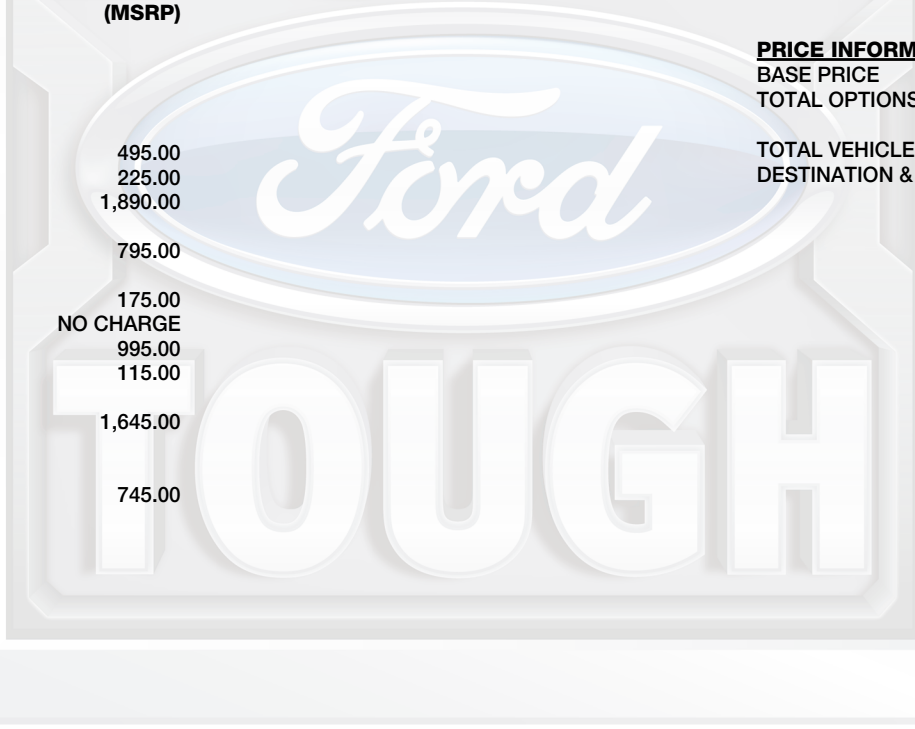 (MSRP)
495.00
225.00
1,890.00
795.00
175.00
NO CHARGE
995.00
115.00
1,645.00
745.00
PRICE INFORM
BASE PRICE
TOTAL OPTIONS
TOTAL VEHICLE
DESTINATION &
Ford
TOUGH